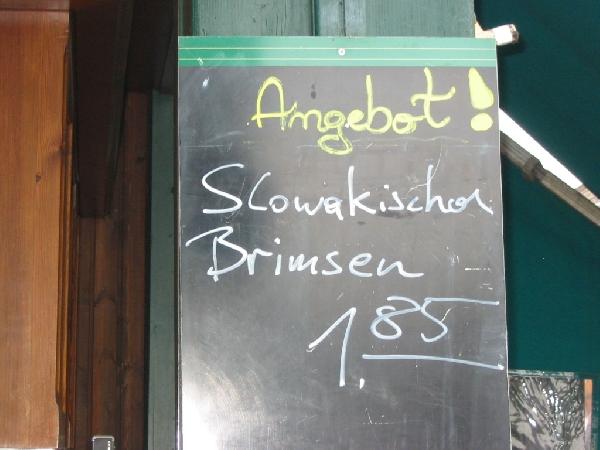 Angebot!
Slowakischer
Brimsen
1,85